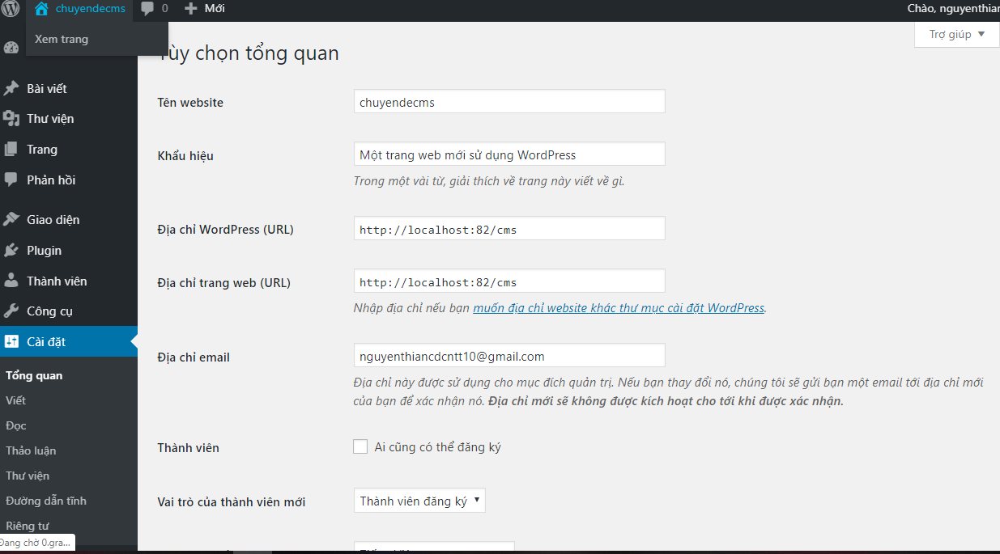 chuyendecms 0 Mới
Chào, nguyenthian
Xem trang
Trợ giúp
Tùy chọn tổng quan
Bài viết
Thư viện
Trang
Phản hồi
Giao diện
Plugin
Thành viên
Công cụ
Cài đặt
Tổng quan
Viết
Đọc
Thảo luận
Thư viện
Đường dẫn tĩnh
Riêng tư
Đang chờ 0.gra...
Tên website
chuyendecms
Khẩu hiệu
Một trang web mới sử dụng WordPress
Trong một vài từ, giải thích về trang này viết về gì.
Địa chỉ WordPress (URL)
http://localhost:82/cms
Địa chỉ trang web (URL)
http://localhost:82/cms
Nhập địa chỉ nếu bạn muốn địa chỉ website khác thư mục cài đặt WordPress.
Địa chỉ email
nguyenthiancdcntt10@gmail.com
Địa chỉ này được sử dụng cho mục đích quản trị. Nếu bạn thay đổi nó, chúng tôi sẽ gửi bạn một email tới địa chỉ mới
của bạn để xác nhận nó. Địa chỉ mới sẽ không được kích hoạt cho tới khi được xác nhận.
Thành viên
Ai cũng có thể đăng ký
Vai trò của thành viên mới
Thành viên đăng ký